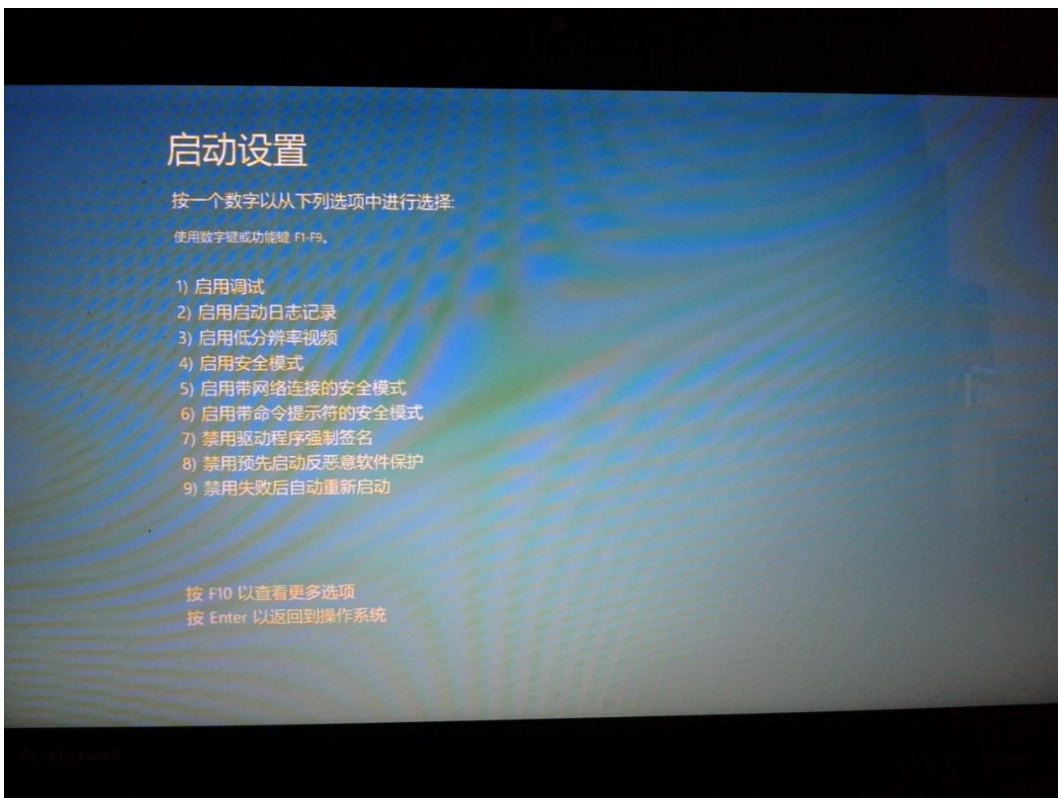 启动设置
按一个数字以从下列选项中进行选择:
使用数字键或功能键 F1-F9。
1) 启用调试
2) 启用启动日志记录
3) 启用低分辨率视频
4) 启用安全模式
5) 启用带网络连接的安全模式
6) 启用带命令提示符的安全模式
7) 禁用驱动程序强制签名
8) 禁用预先启动反恶意软件保护
9) 禁用失败后自动重新启动
按 F10 以查看更多选项
按 Enter 以返回到操作系统